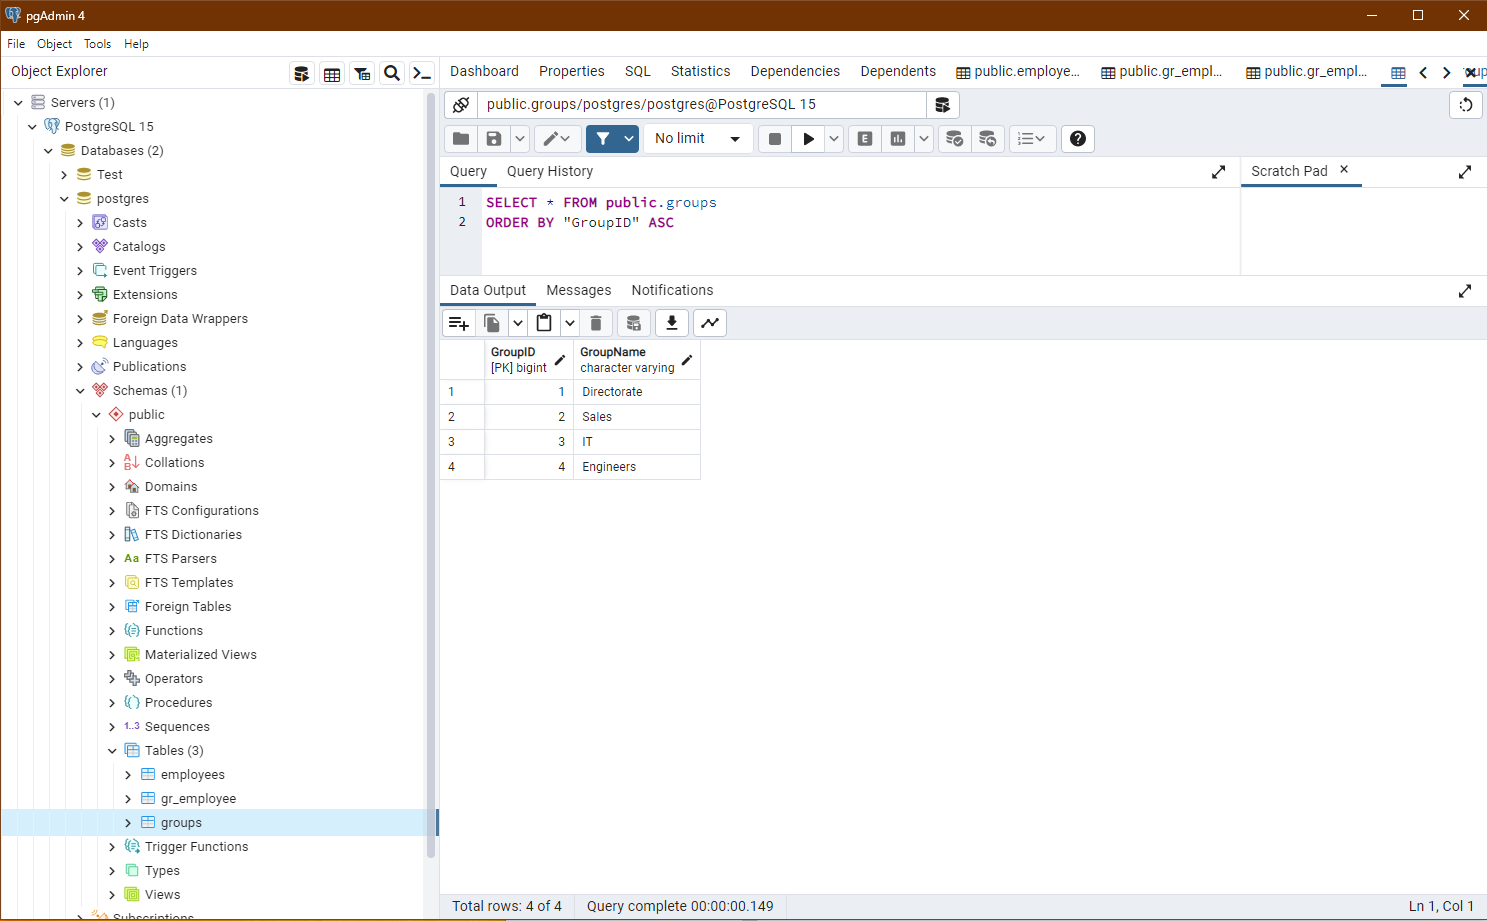 pgAdmin 4
File Object Tools Help
Object Explorer
Servers (1)
PostgreSQL 15
Databases (2)
Test
postgres
Casts
Catalogs
Event Triggers
Extensions
Foreign Data Wrappers
Languages
Publications
Schemas (1)
public
Aggregates
Collations
Domains
FTS Configurations
FTS Dictionaries
Aa FTS Parsers
FTS Templates
Foreign Tables
Functions
Materialized Views
Operators
Procedures
1..3 Sequences
Tables (3)
employees
gr_employee
groups
Trigger Functions
Types
Views
Subscriptions
Dashboard Properties SQL Statistics Dependencies Dependents public.employe... public.gr_empl... public.gr_empl...
public.groups/postgres/postgres@PostgreSQL 15
No limit E
Query Query History Scratch Pad
1 SELECT * FROM public.groups
2 ORDER BY "GroupID" ASC
Data Output Messages Notifications
GroupID GroupName
[PK] bigint character varying
1 1 Directorate
2 2 Sales
3 3 IT
4 4 Engineers
Total rows: 4 of 4 Query complete 00:00:00.149 Ln 1, Col 1